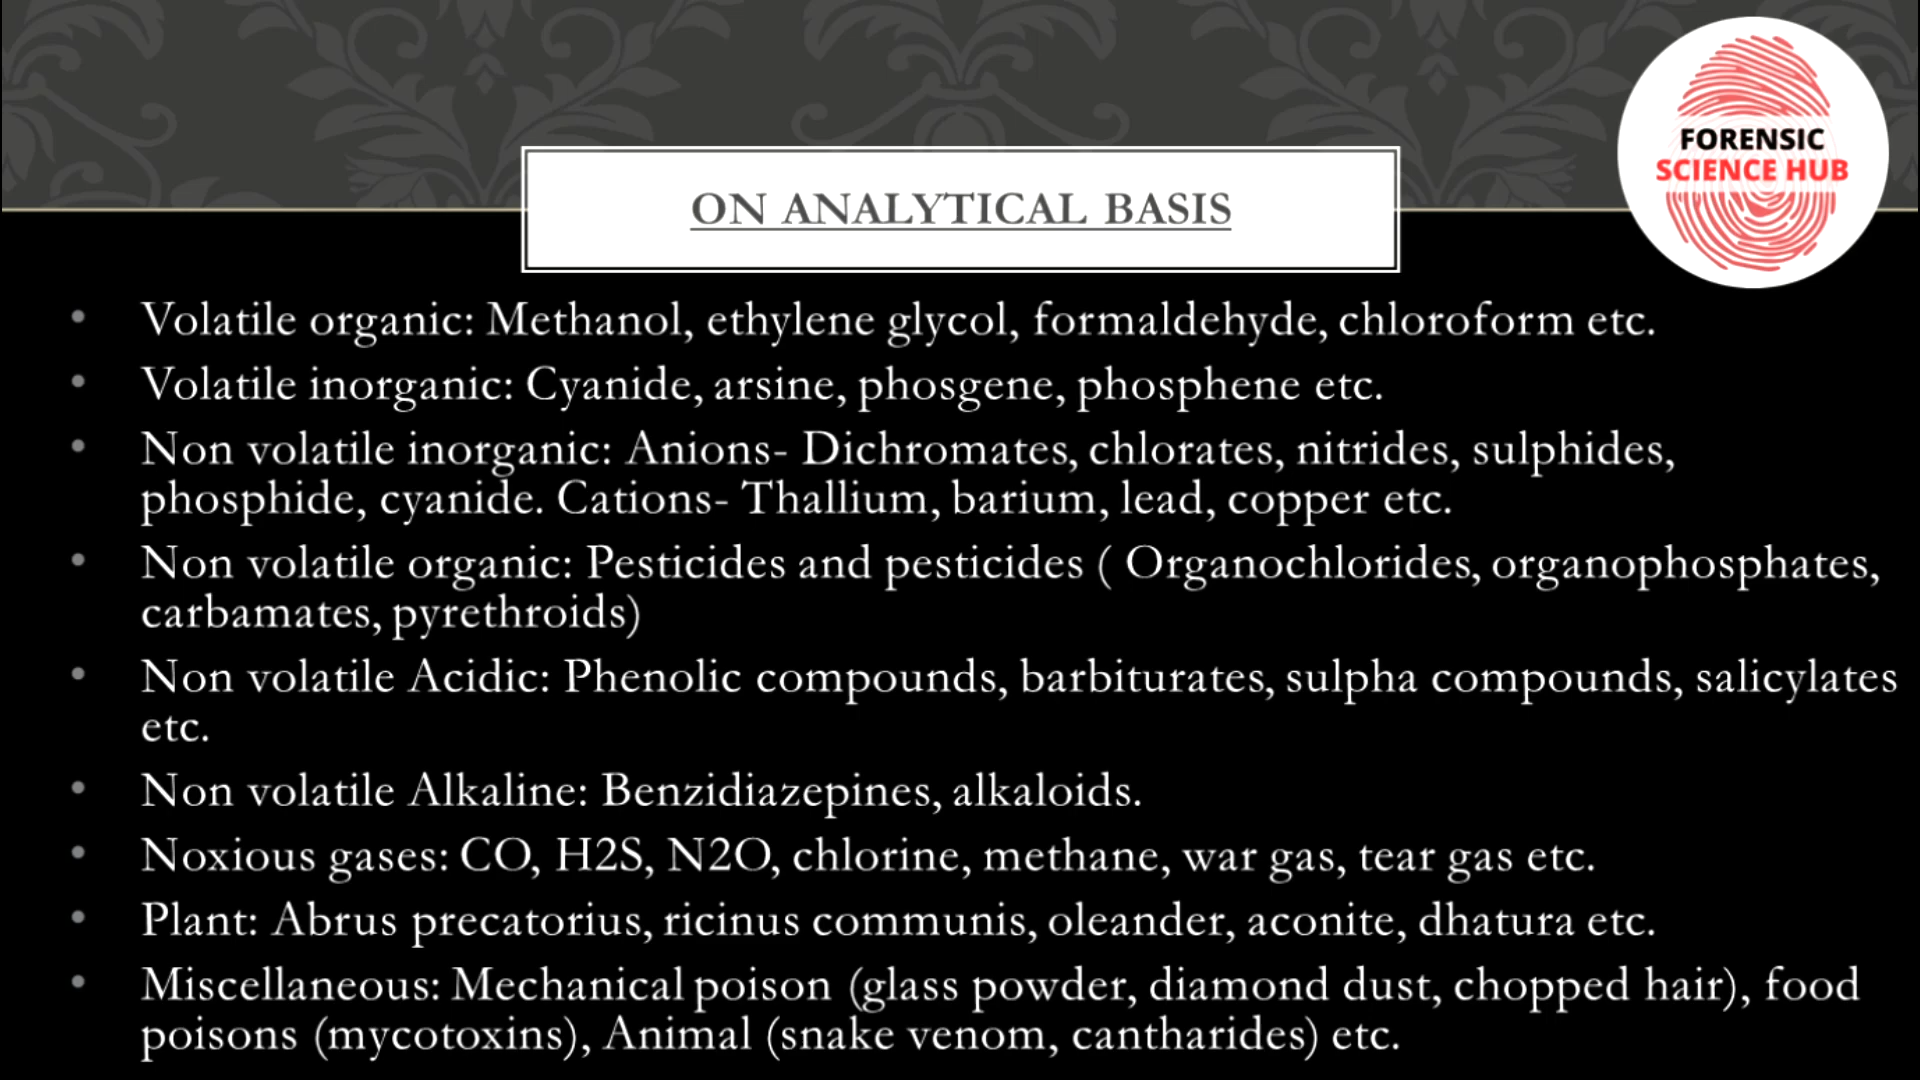 FORENSIC
SCIENCE HUB
ON ANALYTICAL BASIS
• Volatile organic: Methanol, ethylene glycol, formaldehyde, chloroform etc.
• Volatile inorganic: Cyanide, arsine, phosgene, phosphene etc.
• Non volatile inorganic: Anions- Dichromates, chlorates, nitrides, sulphides,
phosphide, cyanide. Cations- Thallium, barium, lead, copper etc.
• Non volatile organic: Pesticides and pesticides ( Organochlorides, organophosphates,
carbamates, pyrethroids)
• Non volatile Acidic: Phenolic compounds, barbiturates, sulpha compounds, salicylates
etc.
• Non volatile Alkaline: Benzidiazepines, alkaloids.
• Noxious gases: CO, H2S, N2O, chlorine, methane, war gas, tear gas etc.
• Plant: Abrus precatorius, ricinus communis, oleander, aconite, dhatura etc.
• Miscellaneous: Mechanical poison (glass powder, diamond dust, chopped hair), food
poisons (mycotoxins), Animal (snake venom, cantharides) etc.